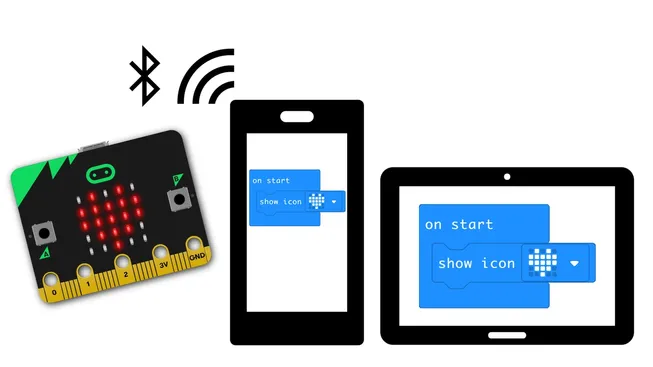 A
B
0
1
2
3V
GND
on start
show icon
on start
show icon